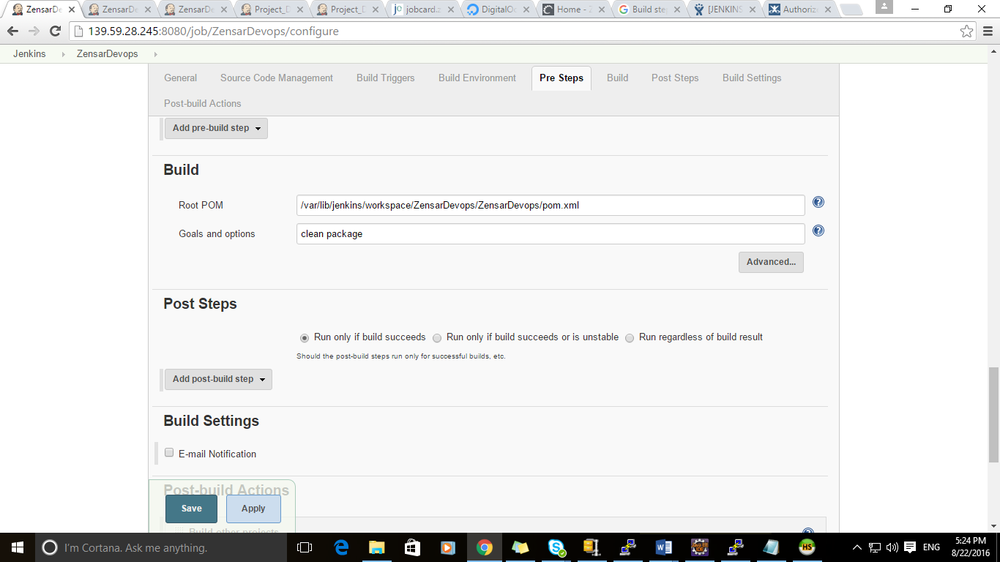 ZensarDe
ZensarDe
ZensarDe
Project_D
Project_D
jobcard.z
DigitalOc
Home - Z
Build ste
[JENKINS
Authoriz
139.59.28.245:8080/job/ZensarDevops/configure
Jenkins ZensarDevops
General Source Code Management Build Triggers Build Environment Pre Steps Build Post Steps Build Settings
Post-build Actions
Add pre-build step
Build
Root POM /var/lib/jenkins/workspace/ZensarDevops/ZensarDevops/pom.xml
Goals and options clean package
Advanced...
Post Steps
Run only if build succeeds Run only if build succeeds or is unstable Run regardless of build result
Should the post-build steps run only for successful builds, etc.
Add post-build step
Build Settings
E-mail Notification
Post-build Actions
Save Apply
Build other projects
I'm Cortana. Ask me anything.
ENG
5:24 PM
8/22/2016